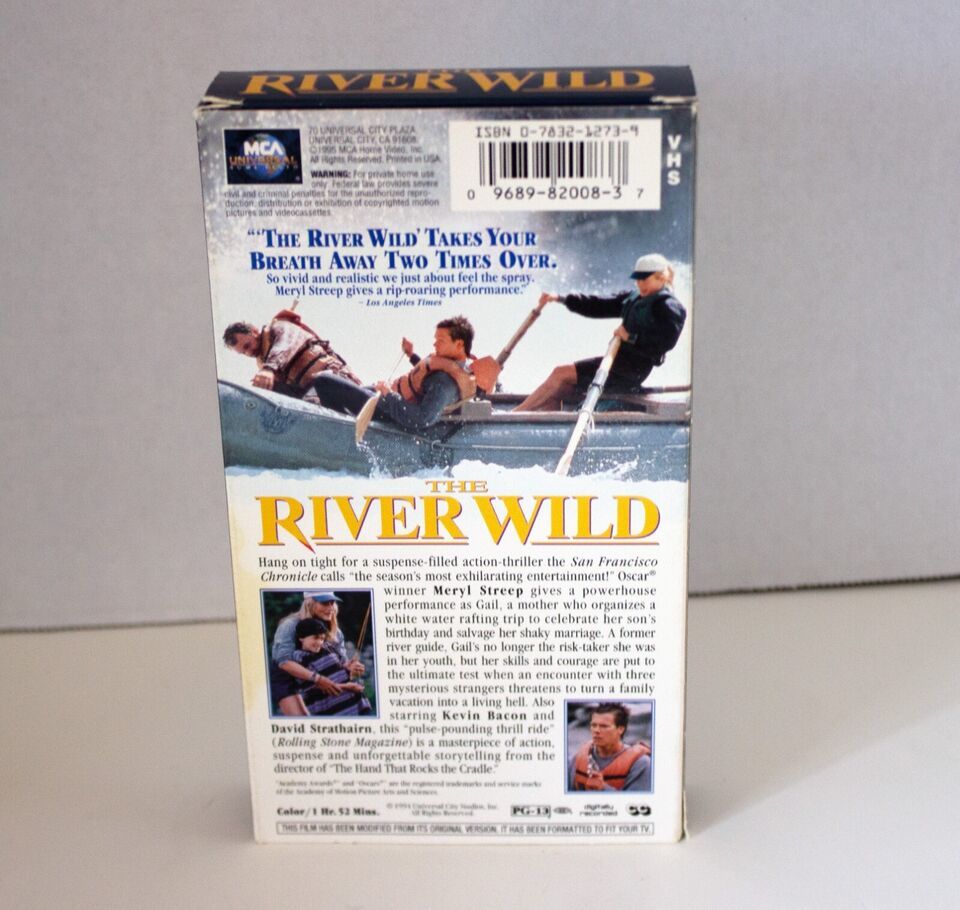 THE
RIVER WILD
MCA
UNIVERSAL
HOME VIDEO
70 UNIVERSAL CITY PLAZA
UNIVERSAL CITY, CA 91608
©1995 MCA Home Video, Inc.
All Rights Reserved. Printed in USA.
WARNING: For private home use
only. Federal law provides severe
civil and criminal penalties for the unauthorized repro-
duction, distribution or exhibition of copyrighted motion
pictures and videocassettes.
ISBN 0-7832-1273-9
0 9689-82008-3 7
VHS
"'THE RIVER WILD' TAKES YOUR
BREATH AWAY TWO TIMES OVER.
So vivid and realistic we just about feel the spray.
Meryl Streep gives a rip-roaring performance."
– Los Angeles Times
THE
RIVER WILD
Hang on tight for a suspense-filled action-thriller the San Francisco
Chronicle calls "the season's most exhilarating entertainment!" Oscar®
winner Meryl Streep gives a powerhouse
performance as Gail, a mother who organizes a
white water rafting trip to celebrate her son's
birthday and salvage her shaky marriage. A former
river guide, Gail's no longer the risk-taker she was
in her youth, but her skills and courage are put to
the ultimate test when an encounter with three
mysterious strangers threatens to turn a family
vacation into a living hell. Also
starring Kevin Bacon and
David Strathairn, this "pulse-pounding thrill ride"
(Rolling Stone Magazine) is a masterpiece of action,
suspense and unforgettable storytelling from the
director of "The Hand That Rocks the Cradle."
"Academy Awards®" and "Oscars®" are the registered trademarks and service marks
of the Academy of Motion Picture Arts and Sciences.
Color/1 Hr. 52 Mins.
© 1994 Universal City Studios, Inc.
All Rights Reserved.
PG-13
digitally
recorded
THIS FILM HAS BEEN MODIFIED FROM ITS ORIGINAL VERSION. IT HAS BEEN FORMATTED TO FIT YOUR TV.